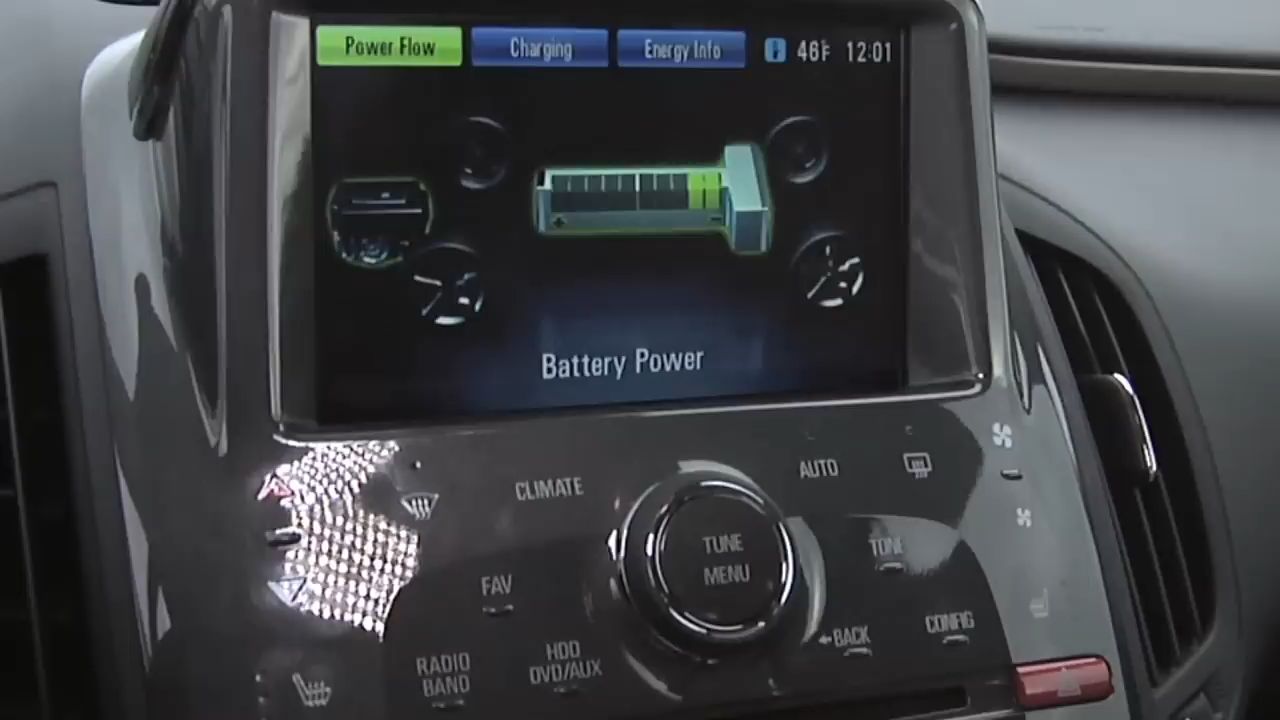 Power Flow
Charging
Energy Info
46°F
12:01
Battery Power
CLIMATE
AUTO
TUNE
MENU
TONE
FAV
BACK
CONFIG
RADIO
BAND
HDD
DVD/AUX